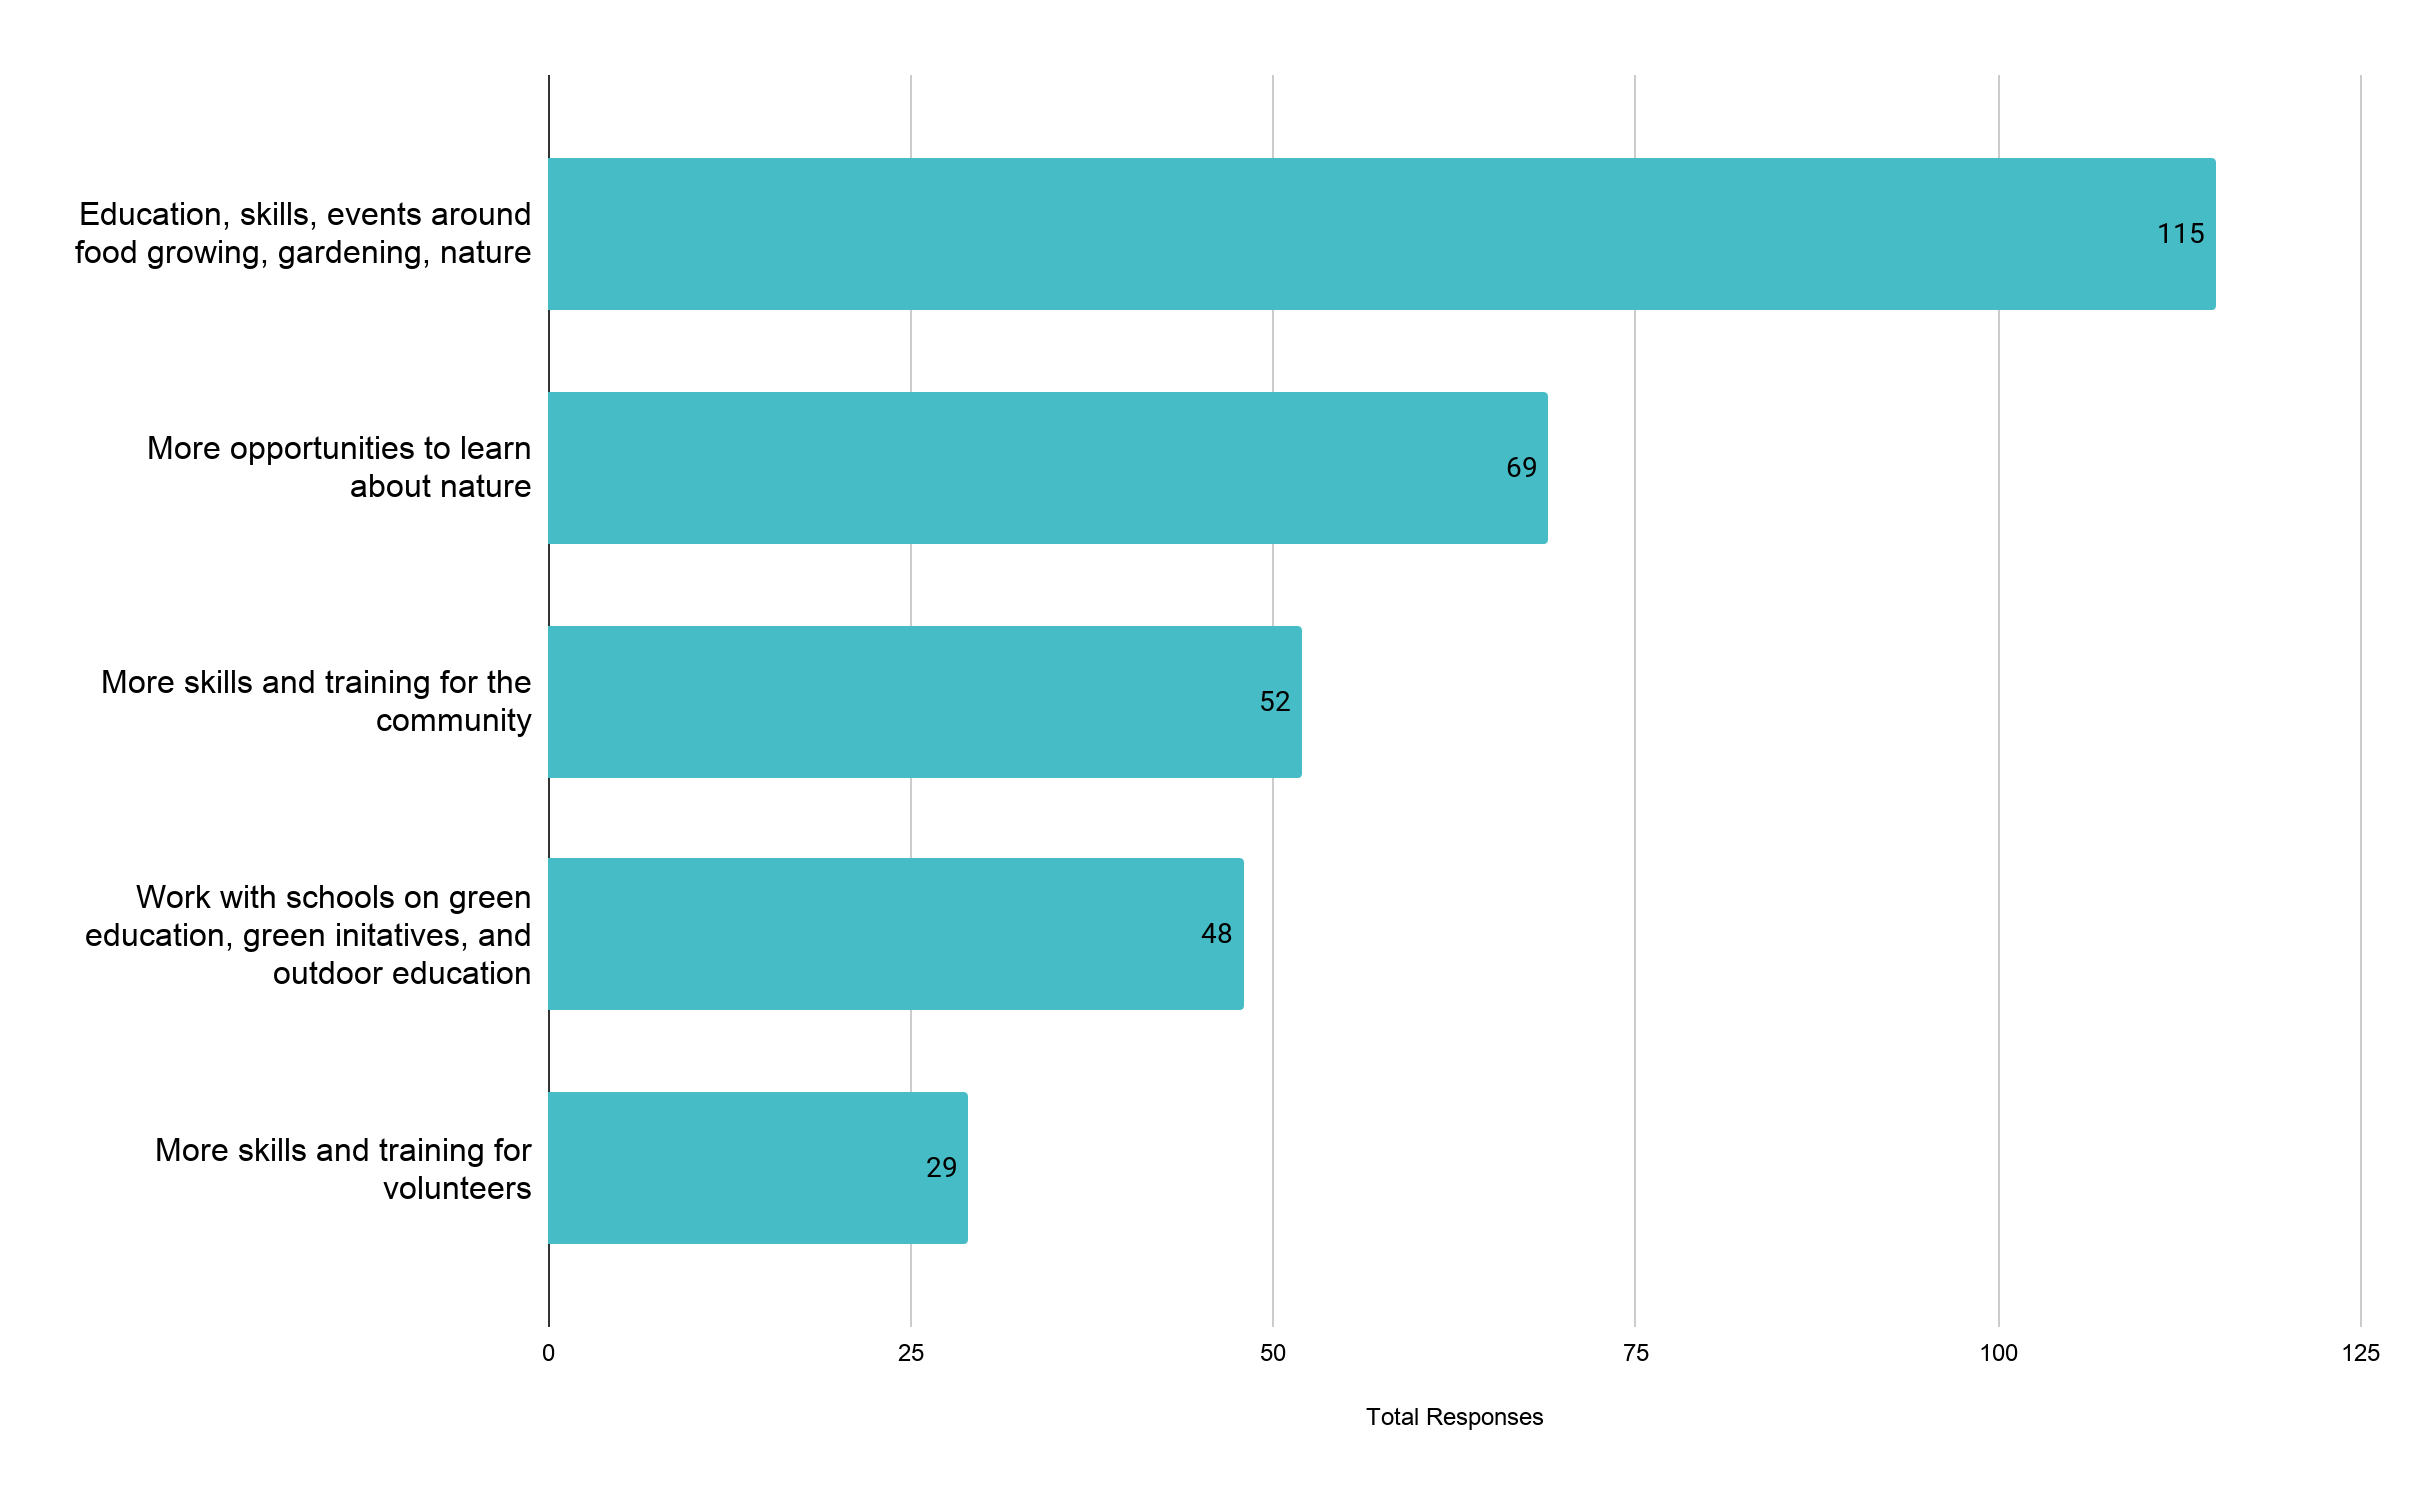 Education, skills, events around
food growing, gardening, nature
115
More opportunities to learn
about nature
69
More skills and training for the
community
52
Work with schools on green
education, green initatives, and
outdoor education
48
More skills and training for
volunteers
29
0 25 50 75 100 125
Total Responses